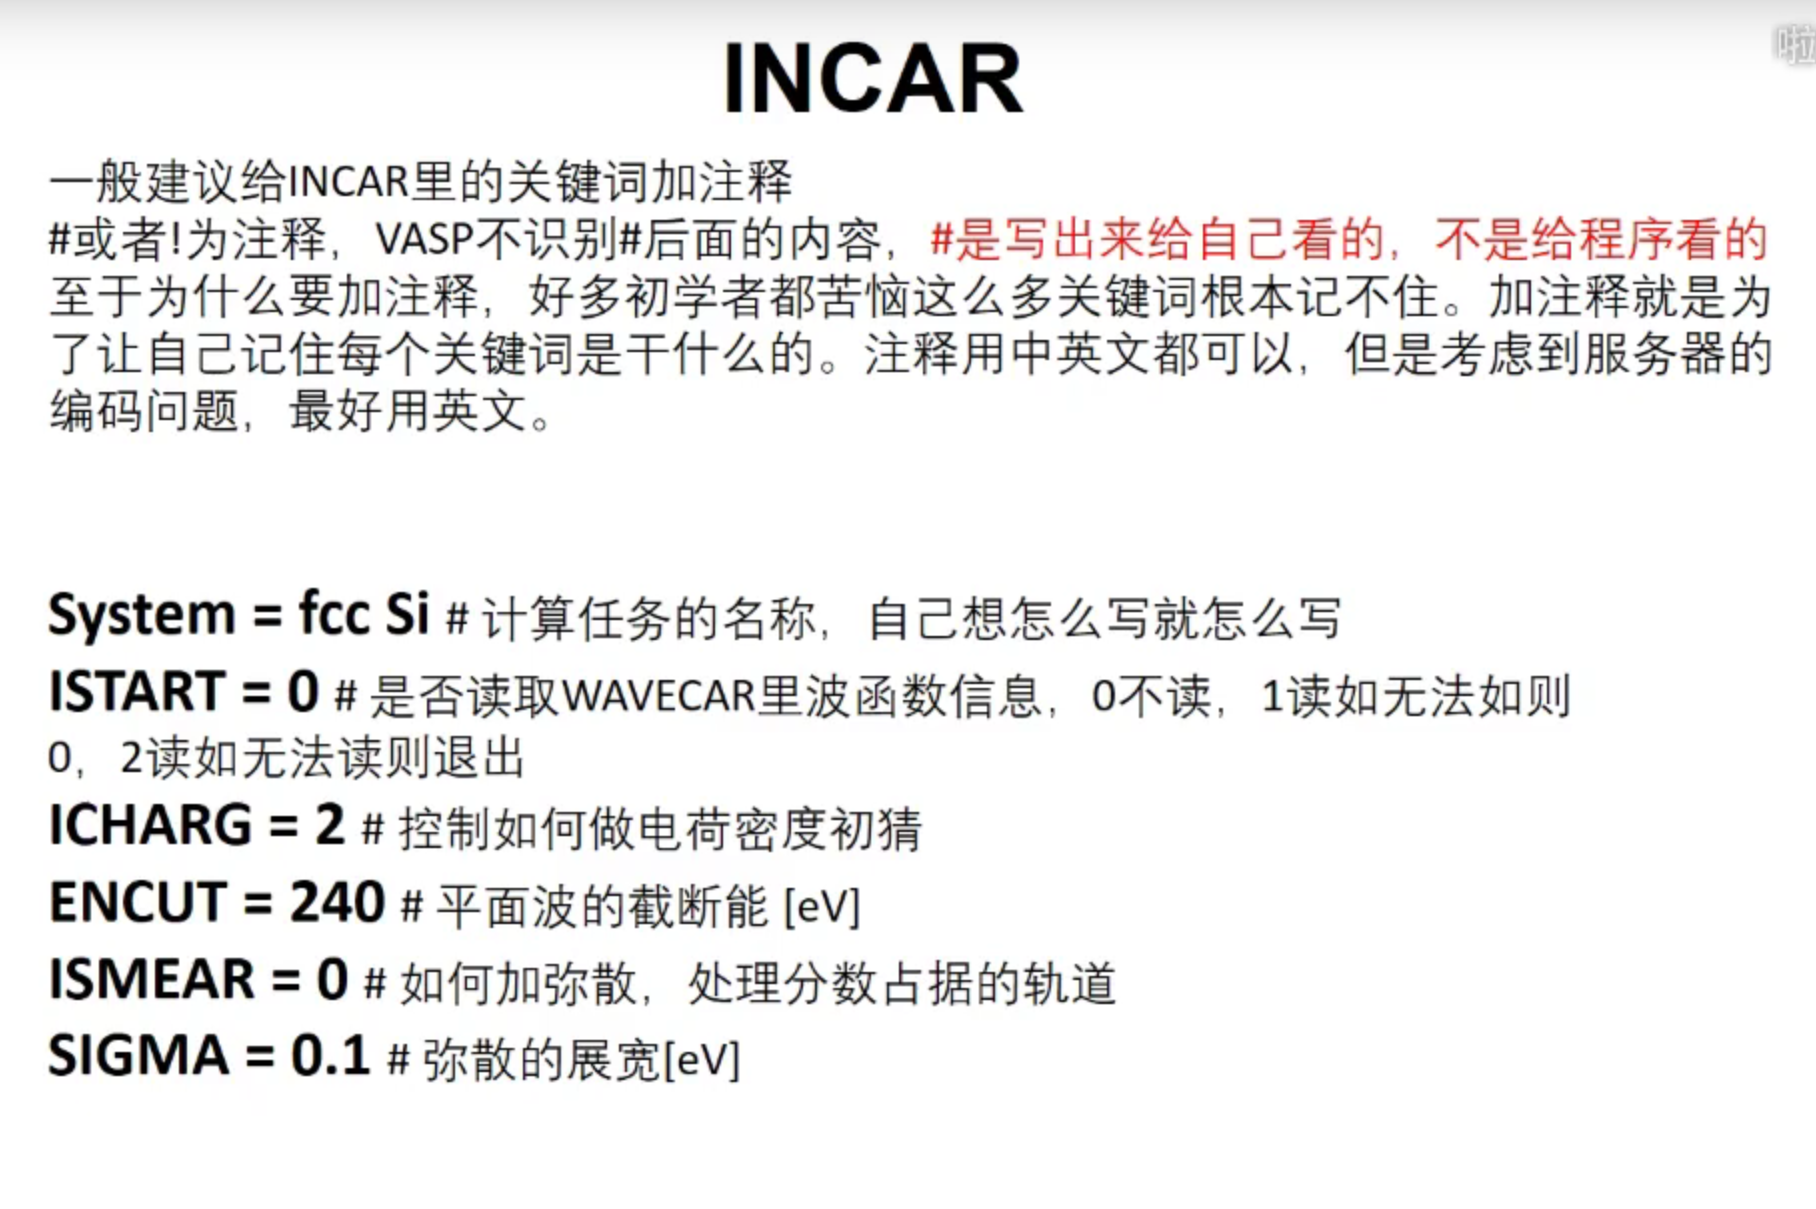 INCAR
一般建议给INCAR里的关键词加注释
#或者!为注释，VASP不识别#后面的内容，#是写出来给自己看的，不是给程序看的
至于为什么要加注释，好多初学者都苦恼这么多关键词根本记不住。加注释就是为
了让自己记住每个关键词是干什么的。注释用中英文都可以，但是考虑到服务器的
编码问题，最好用英文。
System = fcc Si # 计算任务的名称，自己想怎么写就怎么写
ISTART = 0 # 是否读取WAVECAR里波函数信息，0不读，1读如无法如则
0，2读如无法读则退出
ICHARG = 2 # 控制如何做电荷密度初猜
ENCUT = 240 # 平面波的截断能 [eV]
ISMEAR = 0 # 如何加弥散，处理分数占据的轨道
SIGMA = 0.1 # 弥散的展宽[eV]